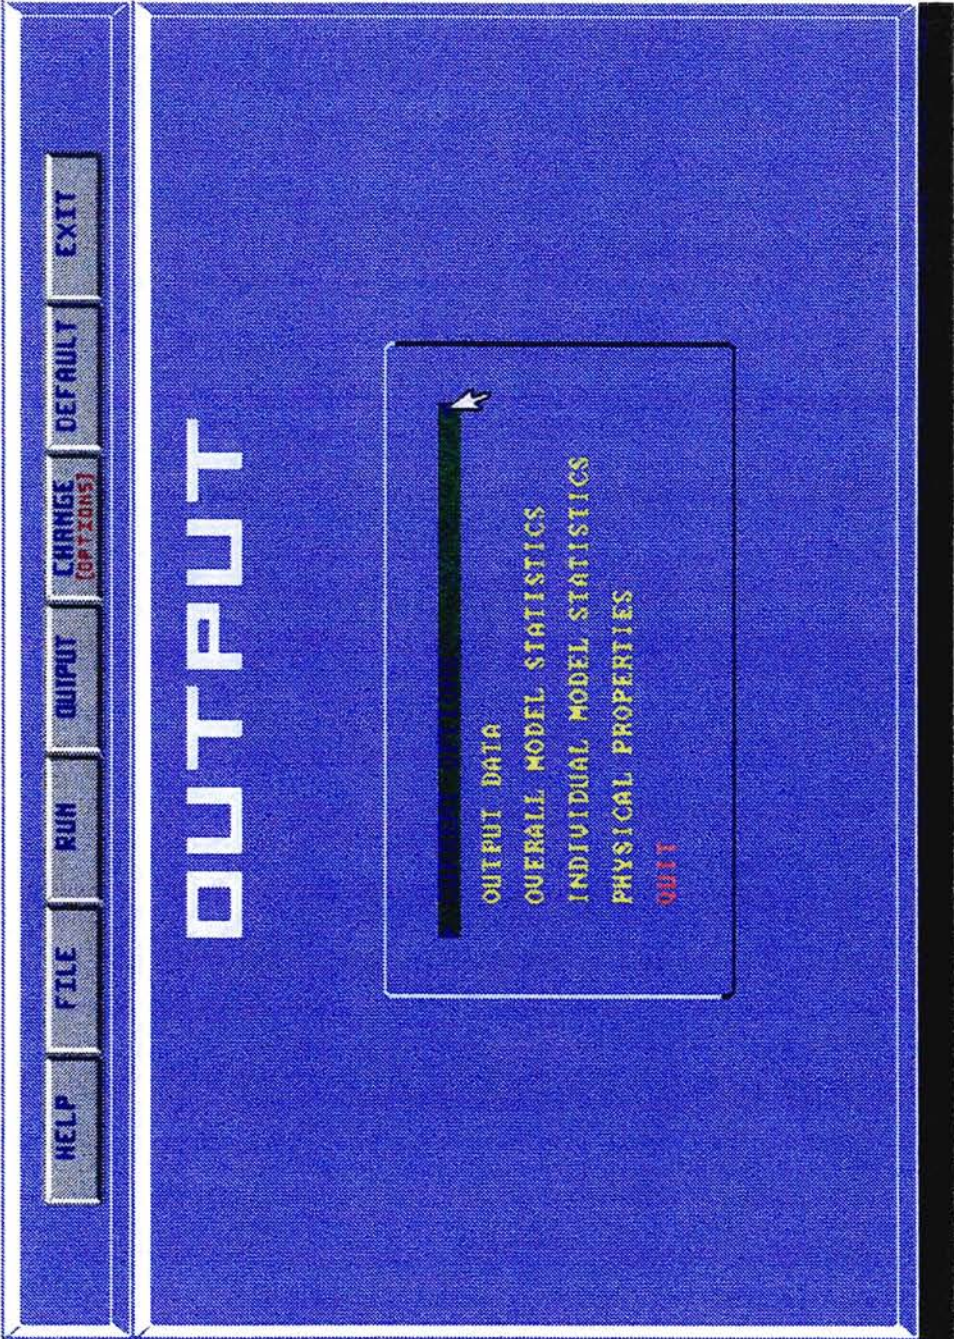 HELP FILE RUN OUTPUT CHANGE DEFAULT EXIT
(OPTIONS)
OUTPUT
OUTPUT DATA
OVERALL MODEL STATISTICS
INDIVIDUAL MODEL STATISTICS
PHYSICAL PROPERTIES
QUIT